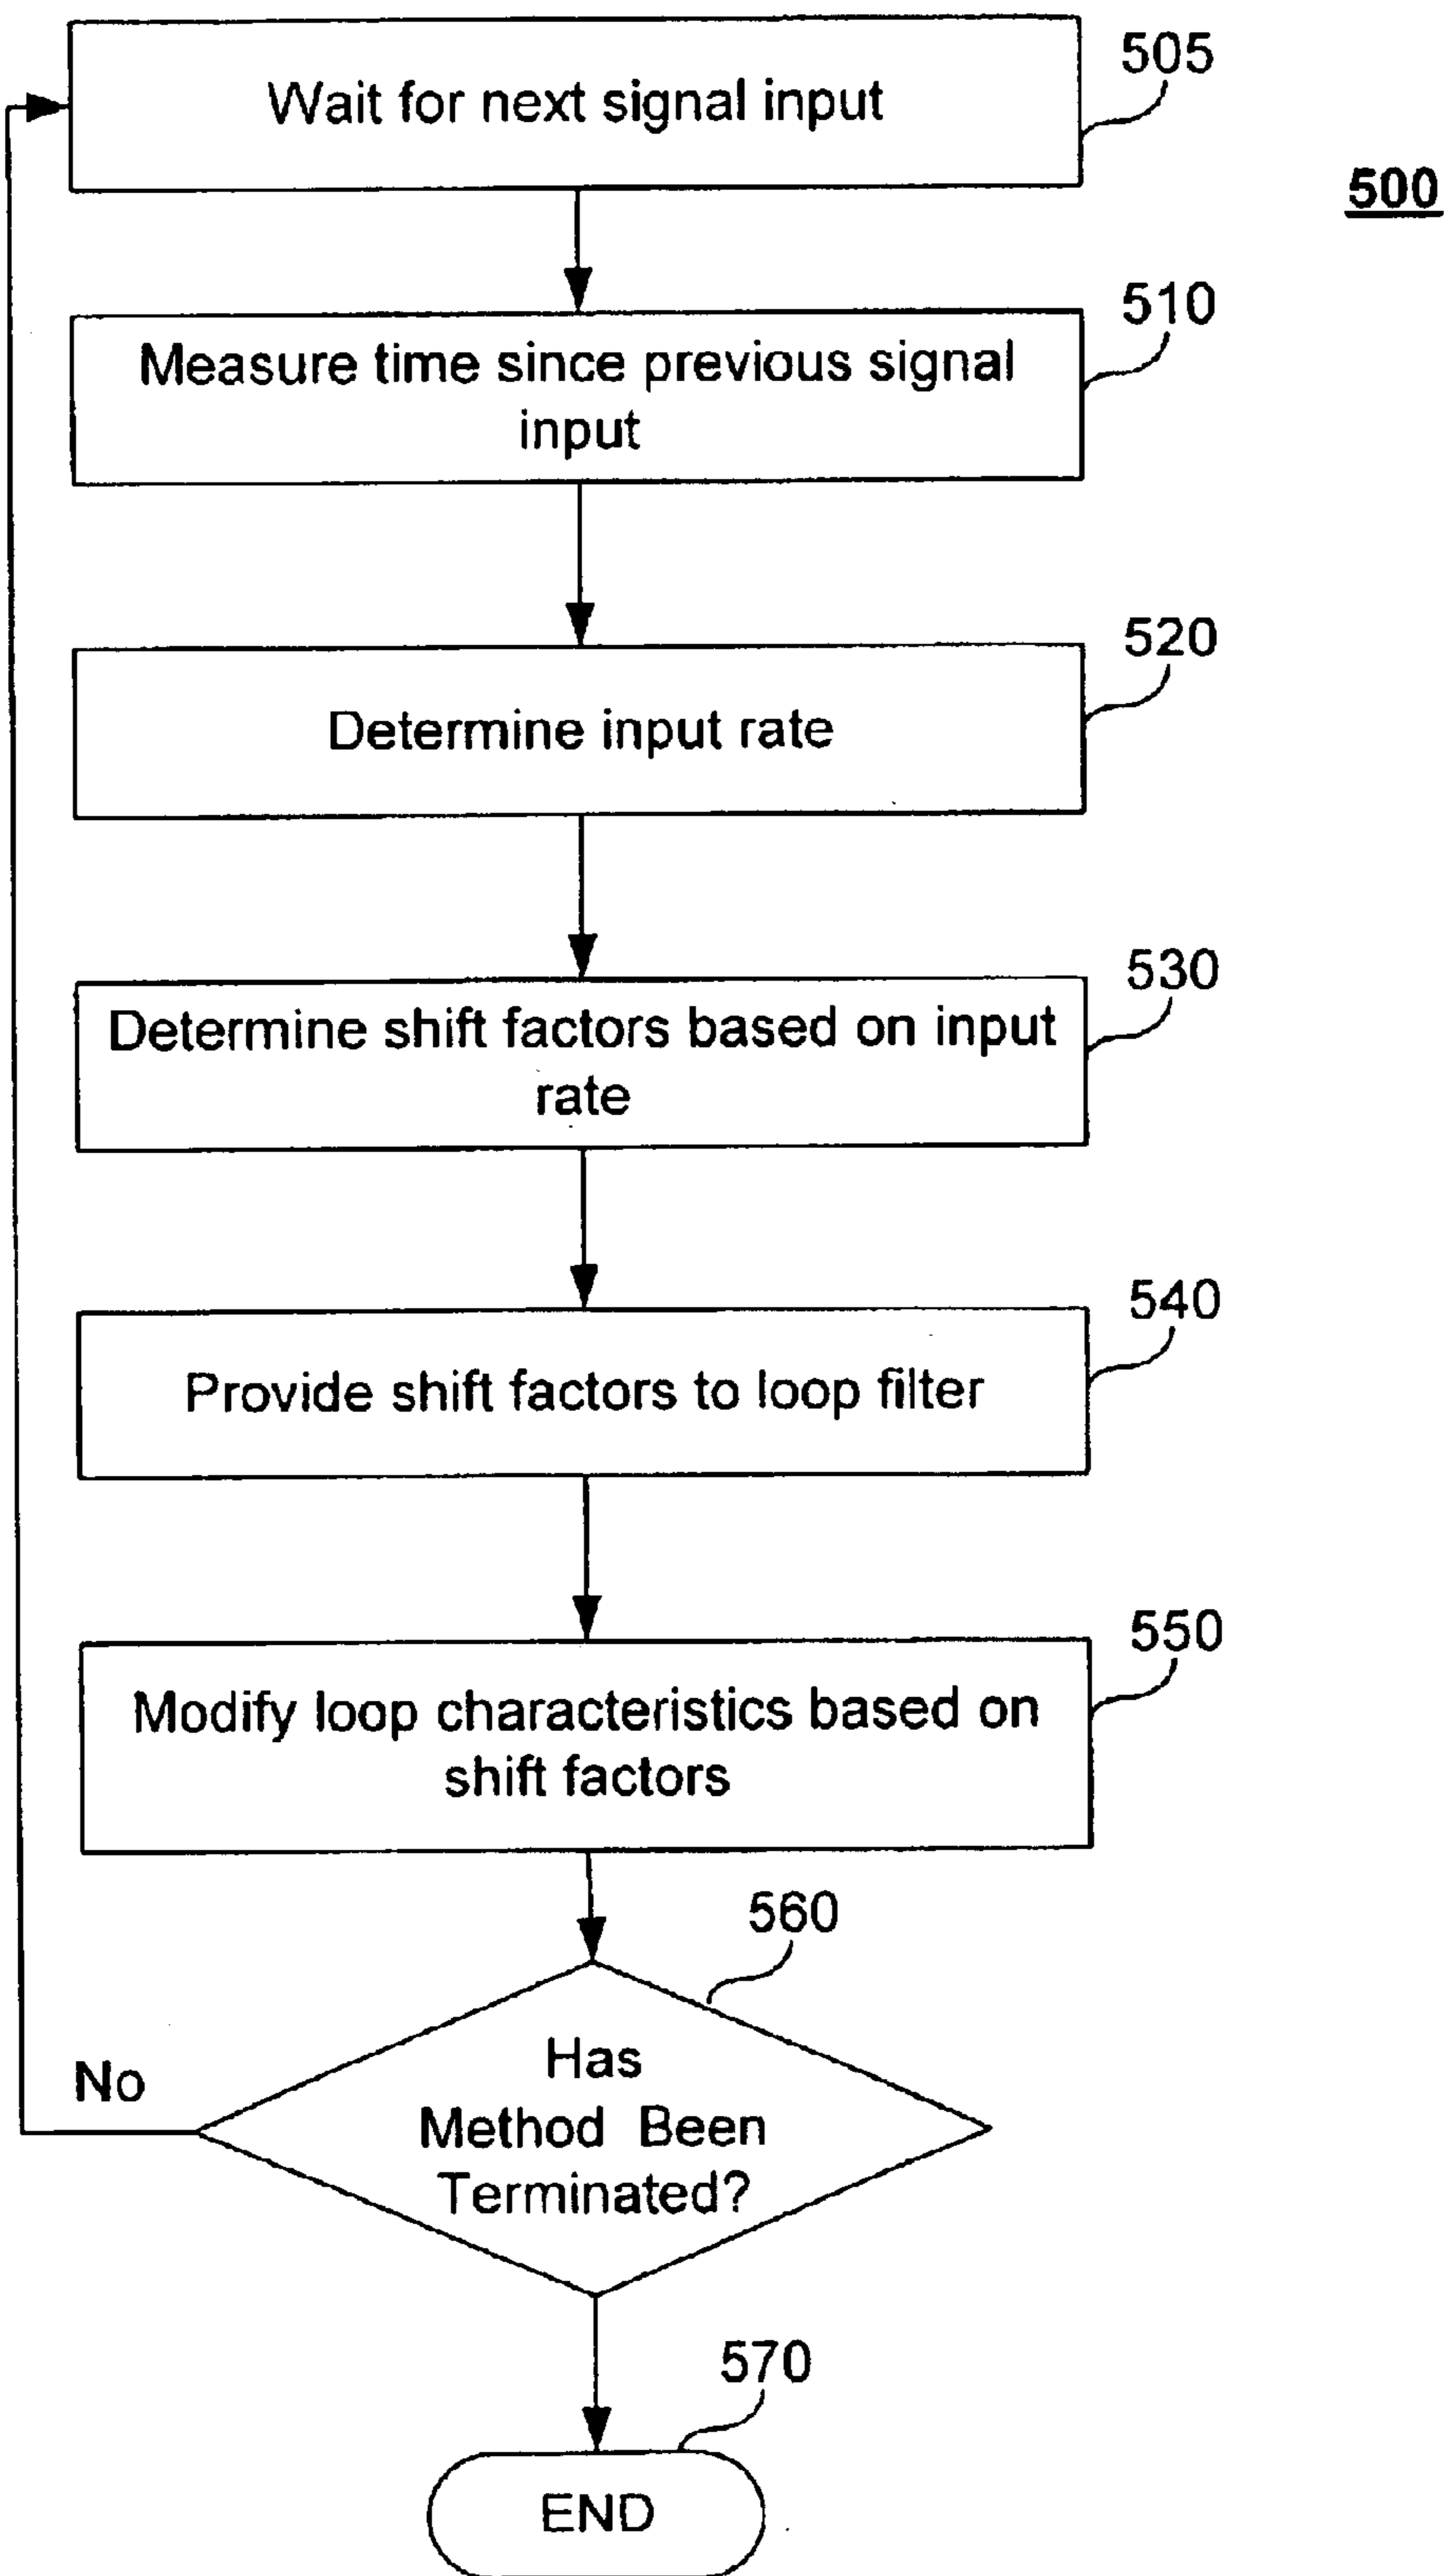 505
Wait for next signal input
500
510
Measure time since previous signal
input
520
Determine input rate
530
Determine shift factors based on input
rate
540
Provide shift factors to loop filter
550
Modify loop characteristics based on
shift factors
560
Has
Method Been
Terminated?
No
570
END